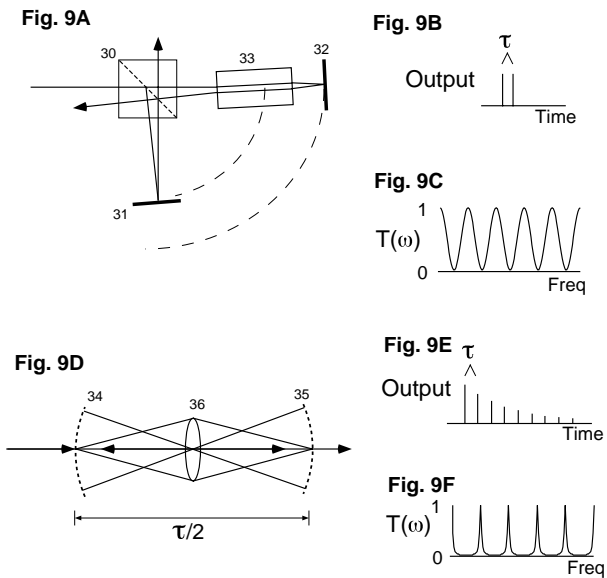 Fig. 9A
30
33
32
31
Fig. 9B
τ
Output
Time
Fig. 9C
1
T(ω)
0
Freq
Fig. 9D
34
36
35
τ/2
Fig. 9E
τ
Output
Time
Fig. 9F
1
T(ω)
0
Freq